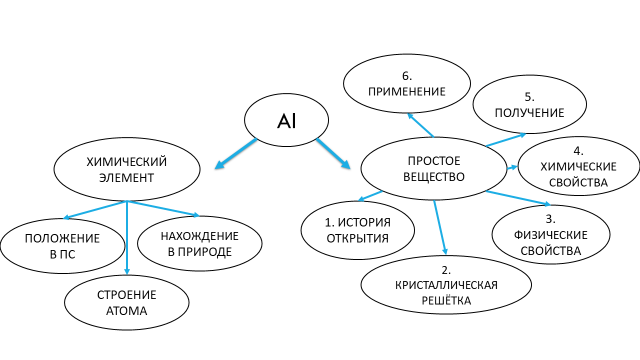 Al
ХИМИЧЕСКИЙ
ЭЛЕМЕНТ
ПОЛОЖЕНИЕ
В ПС
СТРОЕНИЕ
АТОМА
НАХОЖДЕНИЕ
В ПРИРОДЕ
ПРОСТОЕ
ВЕЩЕСТВО
1. ИСТОРИЯ
ОТКРЫТИЯ
2.
КРИСТАЛЛИЧЕСКАЯ
РЕШЁТКА
3.
ФИЗИЧЕСКИЕ
СВОЙСТВА
4.
ХИМИЧЕСКИЕ
СВОЙСТВА
5.
ПОЛУЧЕНИЕ
6.
ПРИМЕНЕНИЕ